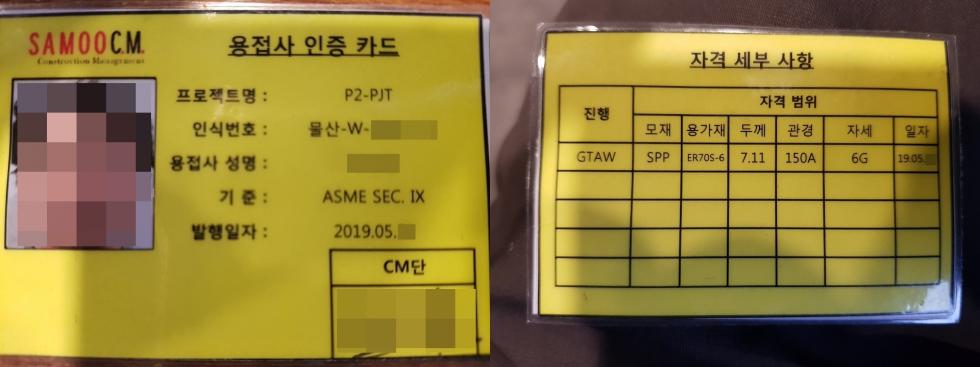 SAMOO C.M.
Construction Management
용접사 인증 카드
프로젝트명 : P2-PJT
인식번호 : 물산-W-
용접사 성명 :
기 준 : ASME SEC. IX
발행일자 : 2019.05.
CM단
자격 세부 사항
진행 자격 범위
모재 용가재 두께 관경 자세 일자
GTAW SPP ER70S-6 7.11 150A 6G 19.05.